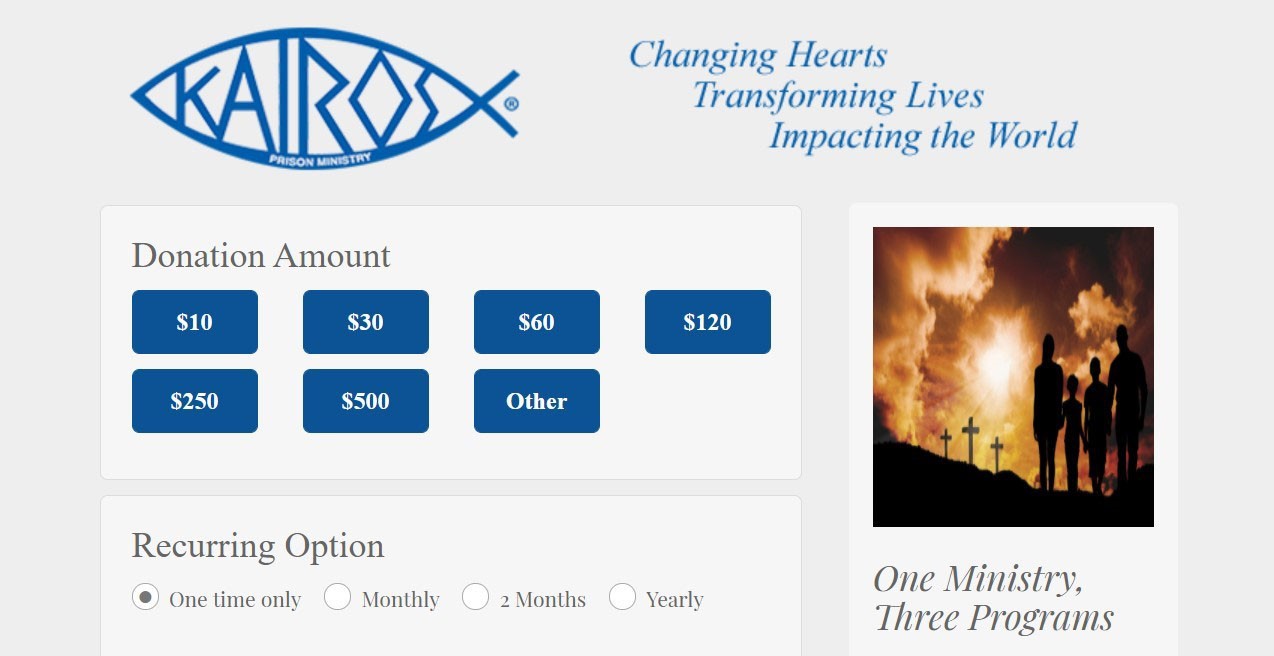 KAIROS
®
PRISON MINISTRY
Changing Hearts
Transforming Lives
Impacting the World
Donation Amount
$10
$30
$60
$120
$250
$500
Other
Recurring Option
One time only
Monthly
2 Months
Yearly
One Ministry,
Three Programs